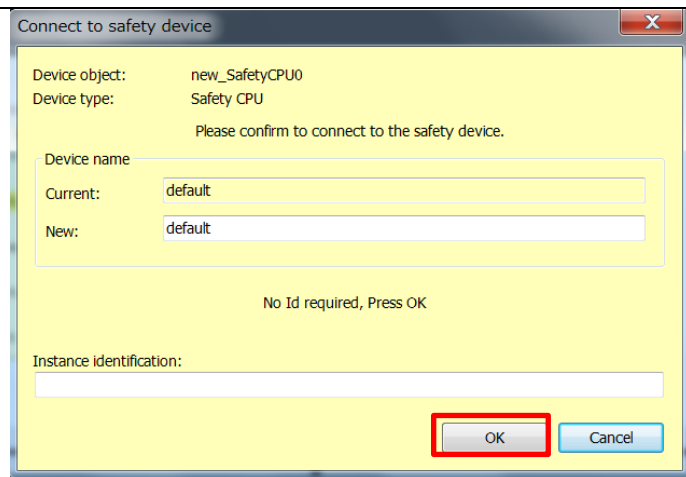 Connect to safety device
X
Device object: new_SafetyCPU0
Device type: Safety CPU
Please confirm to connect to the safety device.
Device name
Current: default
New: default
No Id required, Press OK
Instance identification:
OK Cancel